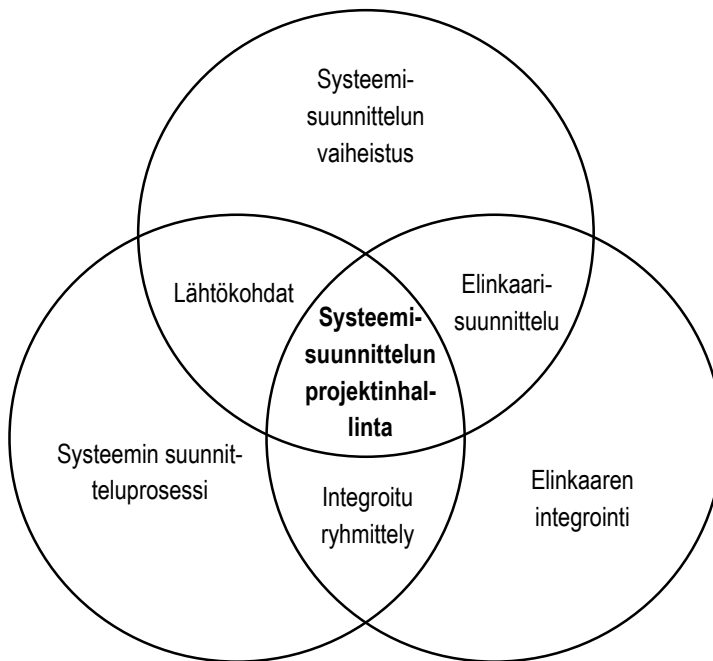 Systeemi-
suunnittelun
vaiheistus
Lähtökohdat
Elinkaari-
suunnittelu
Systeemi-
suunnittelun
projektinhal-
linta
Systeemin suunnit-
teluprosessi
Elinkaaren
integrointi
Integroitu
ryhmittely